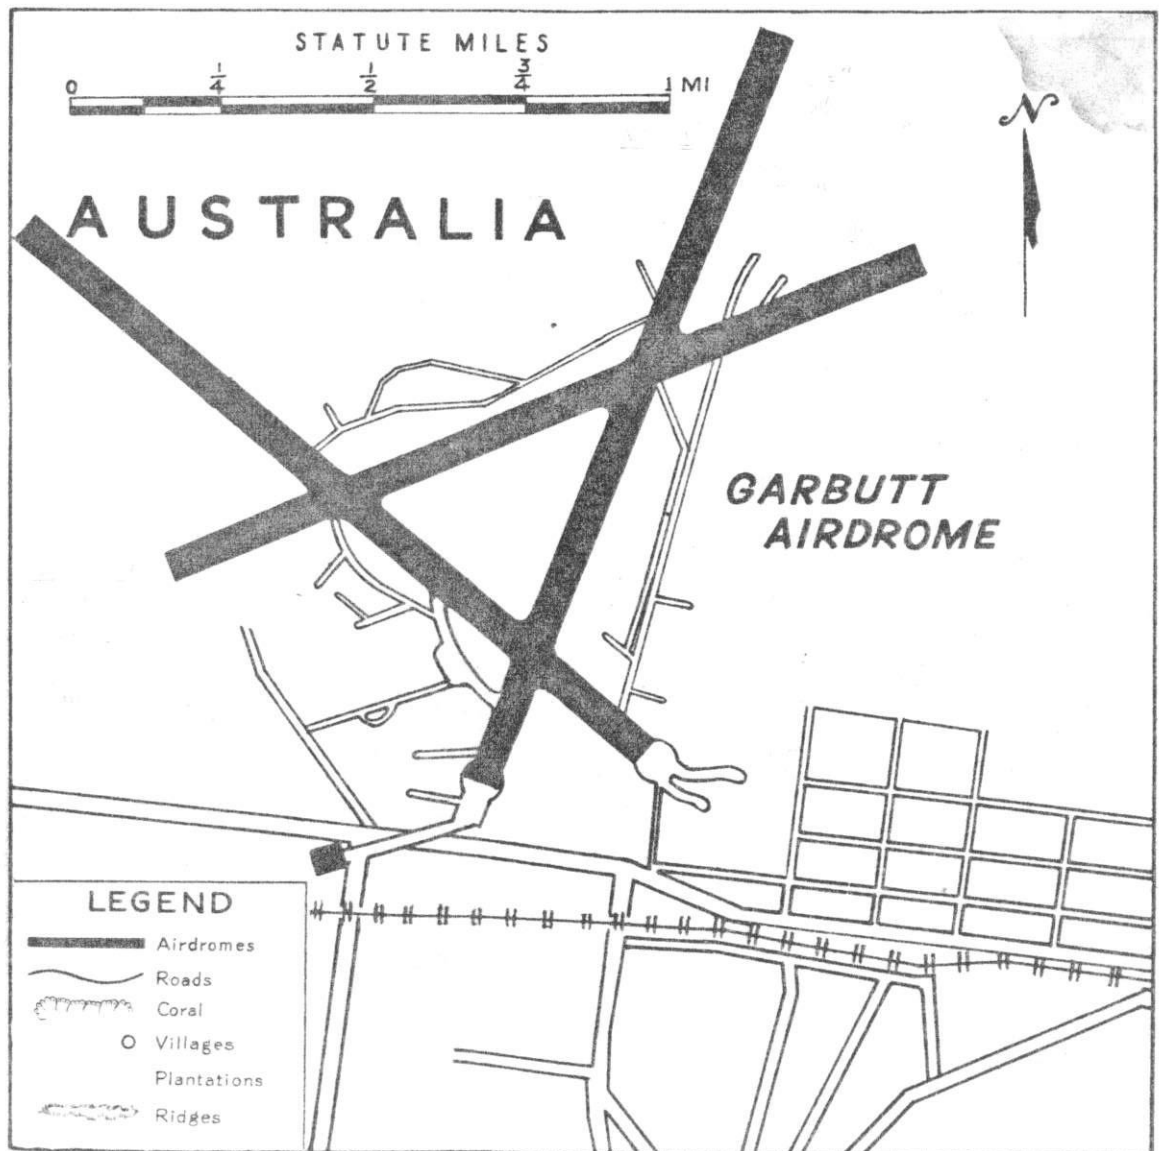 STATUTE MILES
0 1/4 1/2 3/4 1 MI
N
AUSTRALIA
GARBUTT
AIRDROME
LEGEND
Airdromes
Roads
Coral
Villages
Plantations
Ridges